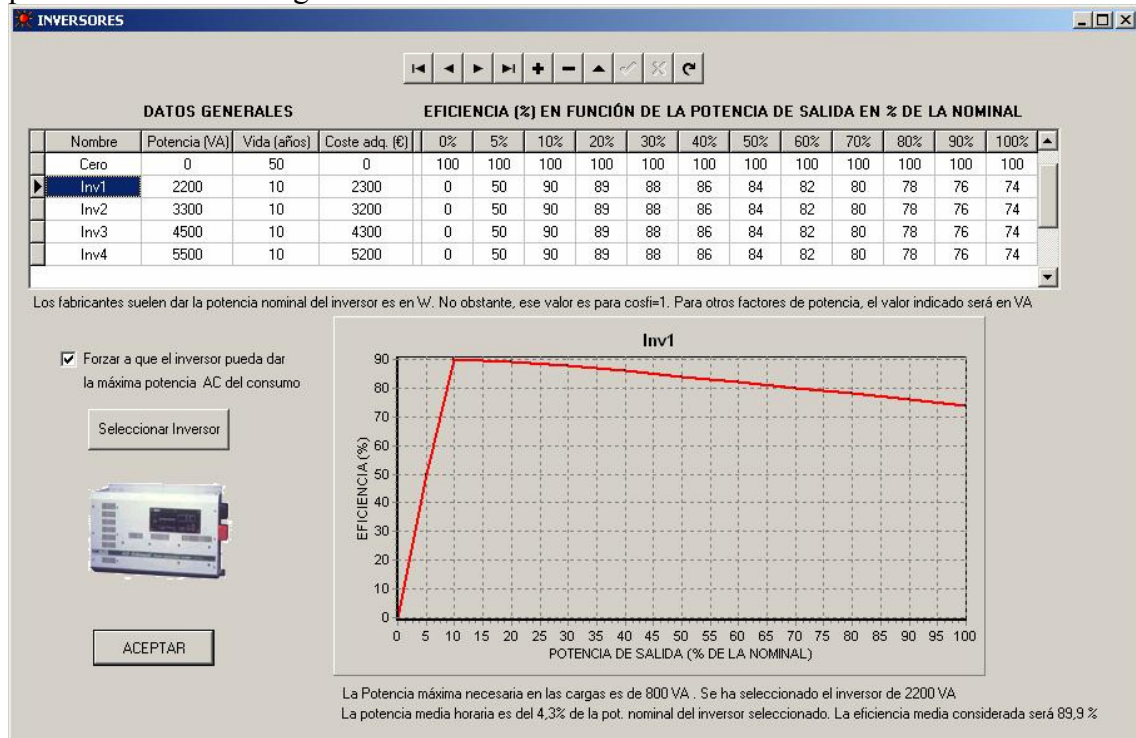 INVERSORES
DATOS GENERALES EFICIENCIA (%) EN FUNCIÓN DE LA POTENCIA DE SALIDA EN % DE LA NOMINAL
Nombre Potencia (VA) Vida (años) Coste adq. (€) 0% 5% 10% 20% 30% 40% 50% 60% 70% 80% 90% 100%
Cero 0 50 0 100 100 100 100 100 100 100 100 100 100 100 100
Inv1 2200 10 2300 0 50 90 89 88 86 84 82 80 78 76 74
Inv2 3300 10 3200 0 50 90 89 88 86 84 82 80 78 76 74
Inv3 4500 10 4300 0 50 90 89 88 86 84 82 80 78 76 74
Inv4 5500 10 5200 0 50 90 89 88 86 84 82 80 78 76 74
Los fabricantes suelen dar la potencia nominal del inversor es en W. No obstante, ese valor es para cosfi=1. Para otros factores de potencia, el valor indicado será en VA
Forzar a que el inversor pueda dar
la máxima potencia AC del consumo
Seleccionar Inversor
ACEPTAR
Inv1
90
80
70
60
50
40
30
20
10
0
EFICIENCIA (%)
0 5 10 15 20 25 30 35 40 45 50 55 60 65 70 75 80 85 90 95 100
POTENCIA DE SALIDA (% DE LA NOMINAL)
La Potencia máxima necesaria en las cargas es de 800 VA . Se ha seleccionado el inversor de 2200 VA
La potencia media horaria es del 4,3% de la pot. nominal del inversor seleccionado. La eficiencia media considerada será 89,9 %